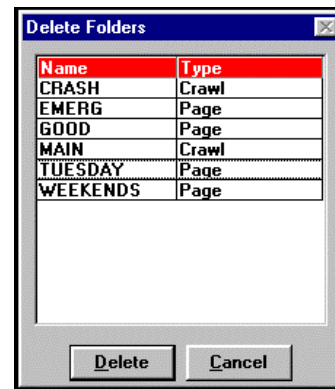 Delete Folders
Name Type
CRASH Crawl
EMERG Page
GOOD Page
MAIN Crawl
TUESDAY Page
WEEKENDS Page
Delete Cancel